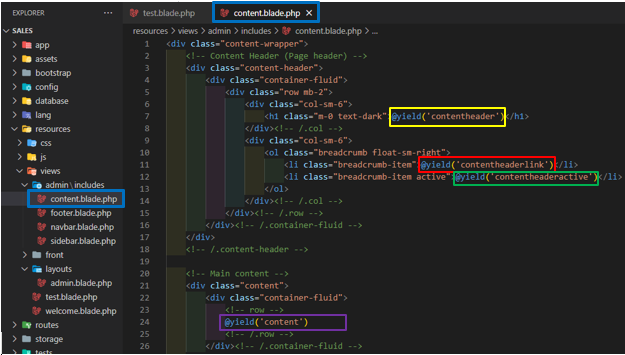 EXPLORER
SALES
app
assets
bootstrap
config
database
lang
resources
css
js
views
admin\includes
content.blade.php
footer.blade.php
navbar.blade.php
sidebar.blade.php
front
layouts
admin.blade.php
test.blade.php
welcome.blade.php
routes
storage
tests
test.blade.php
content.blade.php ×
resources > views > admin > includes > content.blade.php > ...
1 <div class="content-wrapper">
2 <!-- Content Header (Page header) -->
3 <div class="content-header">
4 <div class="container-fluid">
5 <div class="row mb-2">
6 <div class="col-sm-6">
7 <h1 class="m-0 text-dark">@yield('contentheader')</h1>
8 </div><!-- /.col -->
9 <div class="col-sm-6">
10 <ol class="breadcrumb float-sm-right">
11 <li class="breadcrumb-item">@yield('contentheaderlink')</li>
12 <li class="breadcrumb-item active">@yield('contentheaderactive')</li>
13 </ol>
14 </div><!-- /.col -->
15 </div><!-- /.row -->
16 </div><!-- /.container-fluid -->
17 </div>
18 <!-- /.content-header -->
19
20 <!-- Main content -->
21 <div class="content">
22 <div class="container-fluid">
23 <!-- row -->
24 @yield('content')
25 <!-- /.row -->
26 </div><!-- /.container-fluid -->